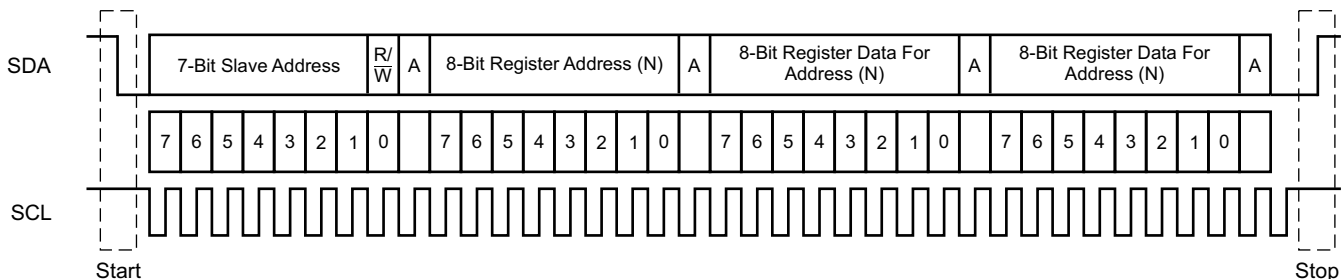 Start
Stop
SDA
7-Bit Slave Address
R/
W
A
8-Bit Register Address (N)
A
8-Bit Register Data For
Address (N)
A
8-Bit Register Data For
Address (N)
A
7 6 5 4 3 2 1 0 7 6 5 4 3 2 1 0 7 6 5 4 3 2 1 0 7 6 5 4 3 2 1 0
SCL